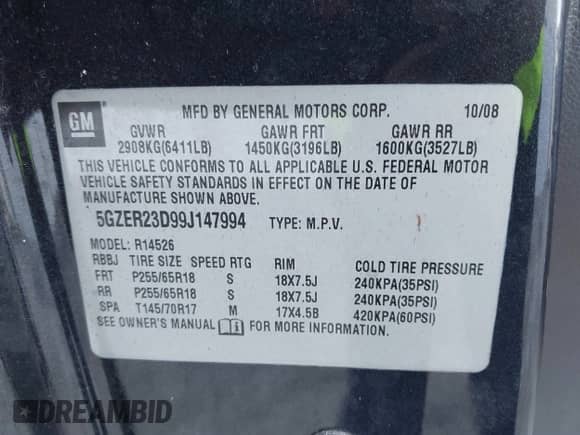 GM
MFD BY GENERAL MOTORS CORP. 10/08
GVWR GAWR FRT GAWR RR
2908KG(6411LB) 1450KG(3196LB) 1600KG(3527LB)
THIS VEHICLE CONFORMS TO ALL APPLICABLE U.S. FEDERAL MOTOR
VEHICLE SAFETY STANDARDS IN EFFECT ON THE DATE OF
MANUFACTURE SHOWN ABOVE.
5GZER23D99J147994 TYPE: M.P.V.
MODEL: R14526
RBBJ TIRE SIZE SPEED RTG RIM COLD TIRE PRESSURE
FRT P255/65R18 S 18X7.5J 240KPA(35PSI)
RR P255/65R18 S 18X7.5J 240KPA(35PSI)
SPA T145/70R17 M 17X4.5B 420KPA(60PSI)
SEE OWNER'S MANUAL FOR MORE INFORMATION.
DREAMBID